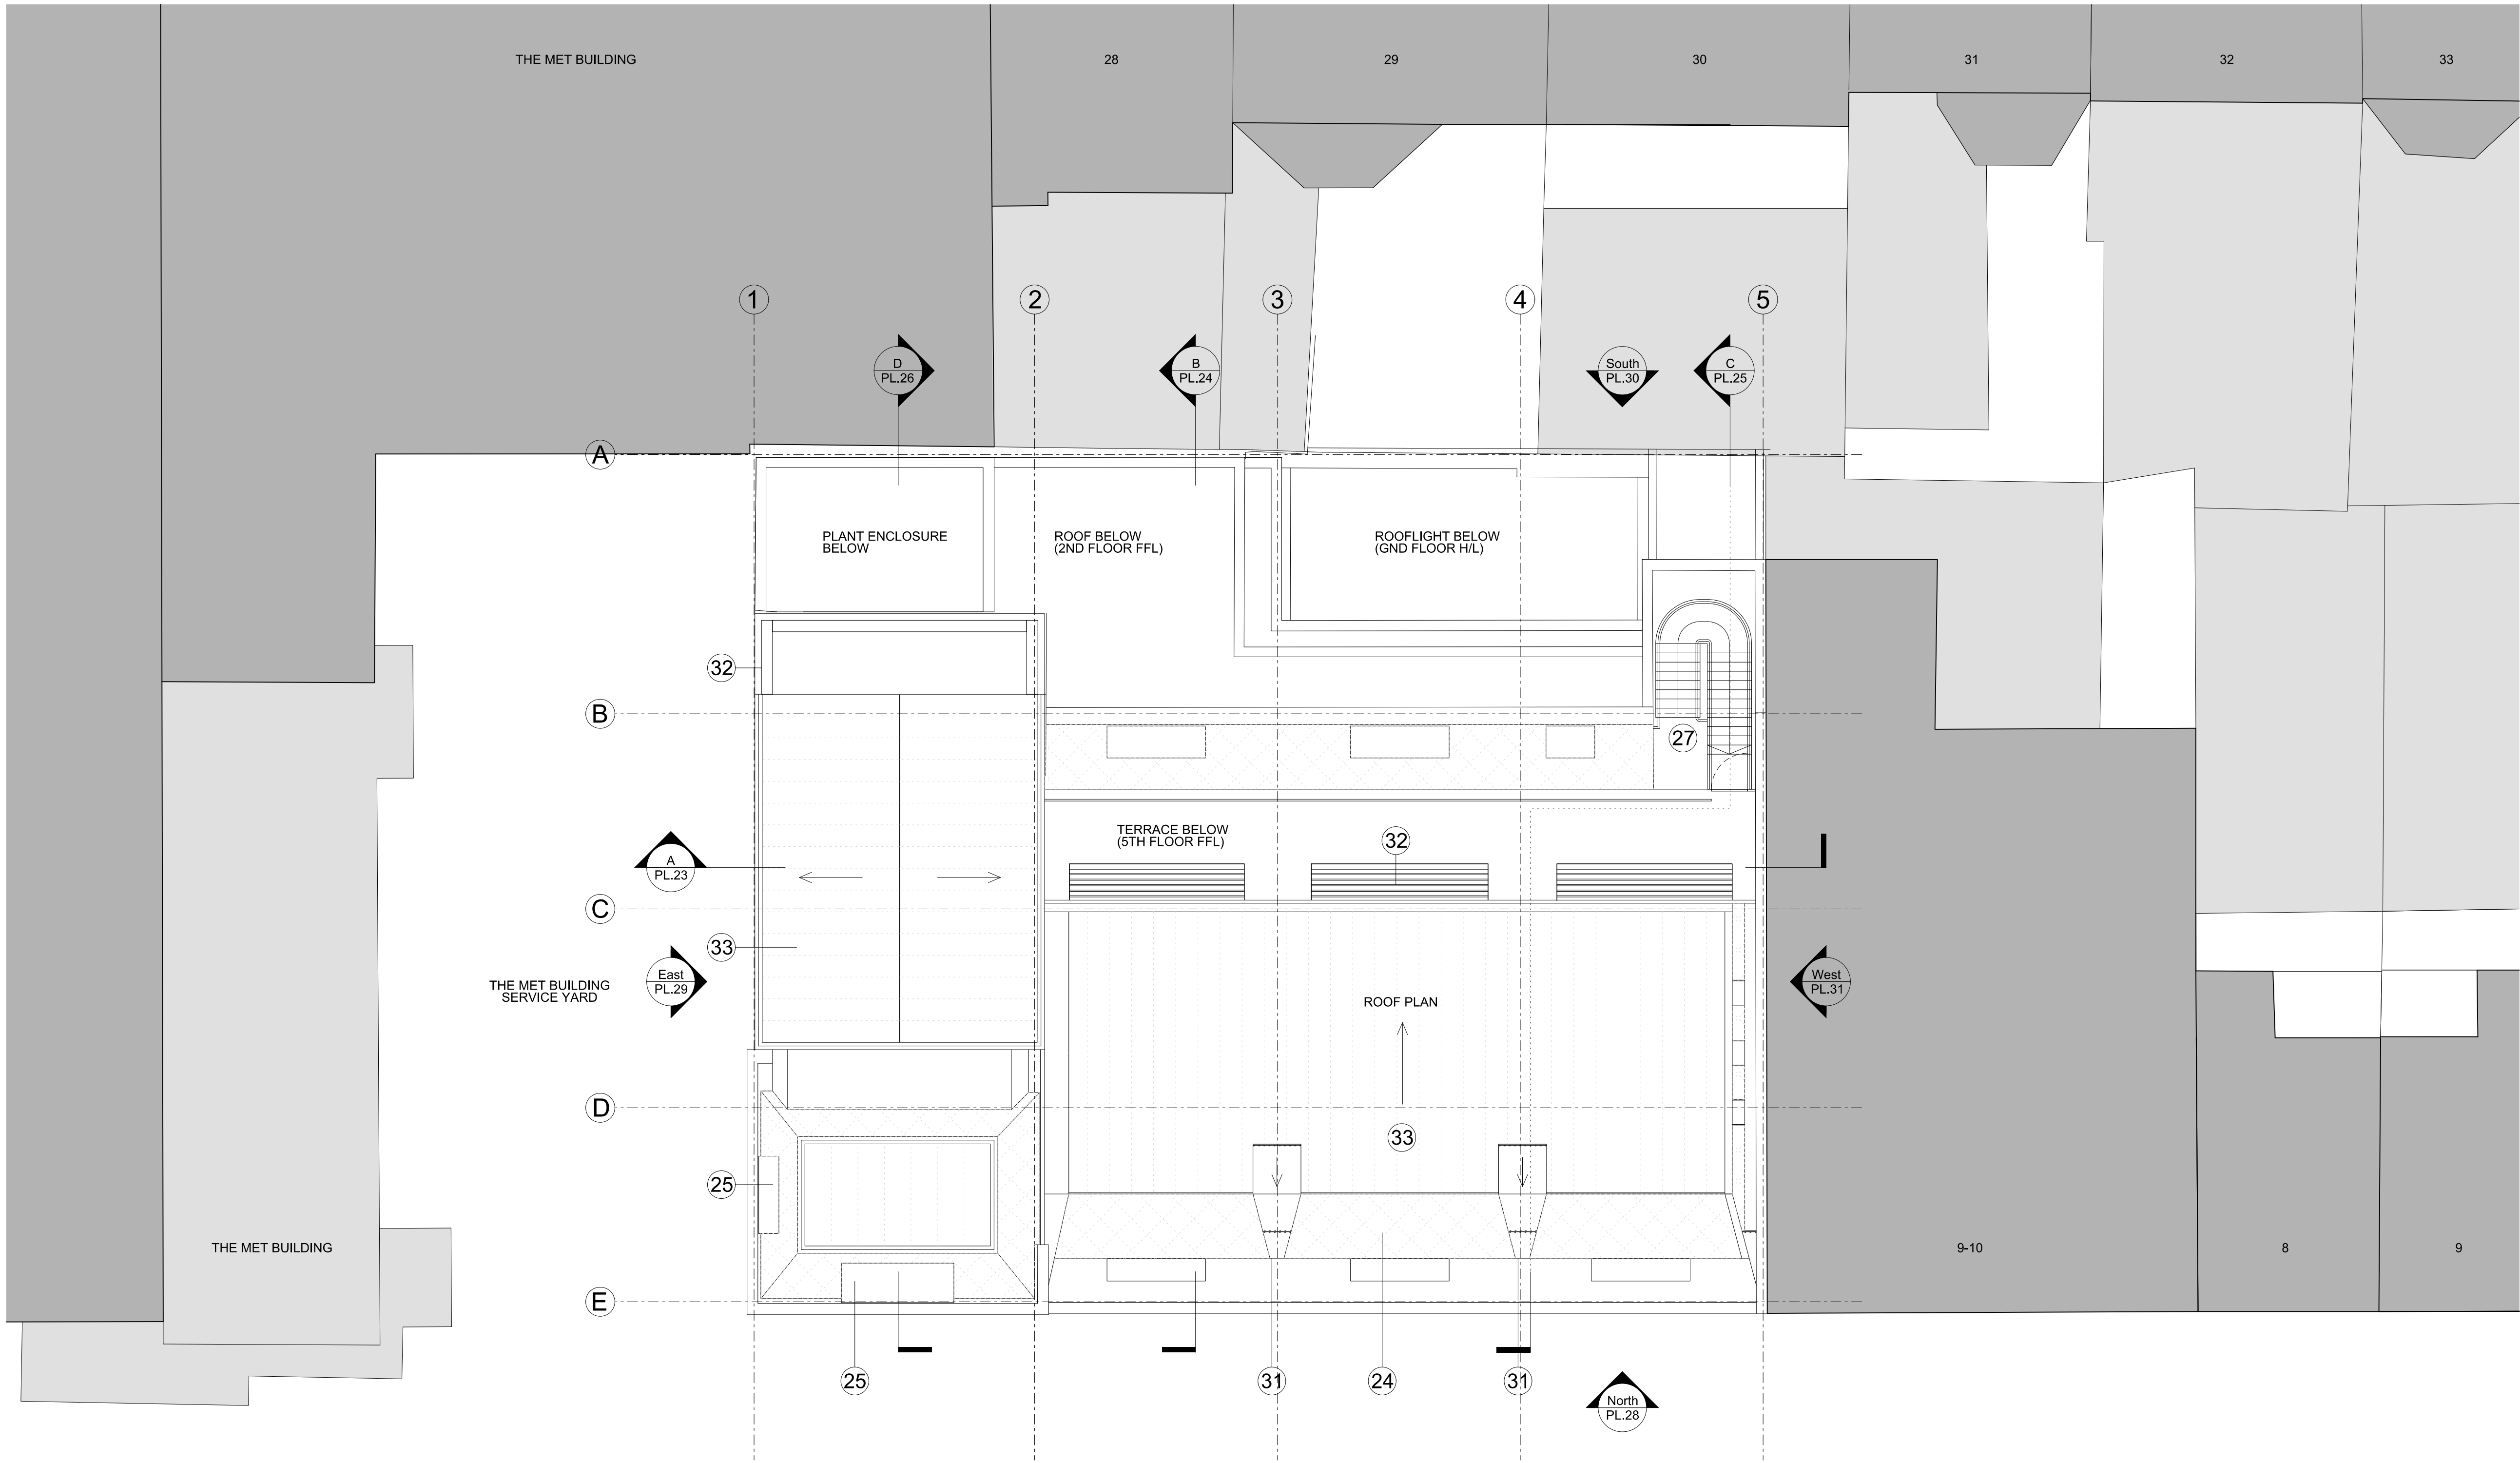 THE MET BUILDING
28
29
30
31
32
33
1
2
3
4
5
D
PL.26
B
PL.24
South
PL.30
C
PL.25
A
PLANT ENCLOSURE
BELOW
ROOF BELOW
(2ND FLOOR FFL)
ROOFLIGHT BELOW
(GND FLOOR H/L)
32
B
27
TERRACE BELOW
(5TH FLOOR FFL)
32
A
PL.23
C
33
East
PL.29
THE MET BUILDING
SERVICE YARD
West
PL.31
ROOF PLAN
D
33
25
THE MET BUILDING
9-10
8
9
E
25
31
24
31
North
PL.28